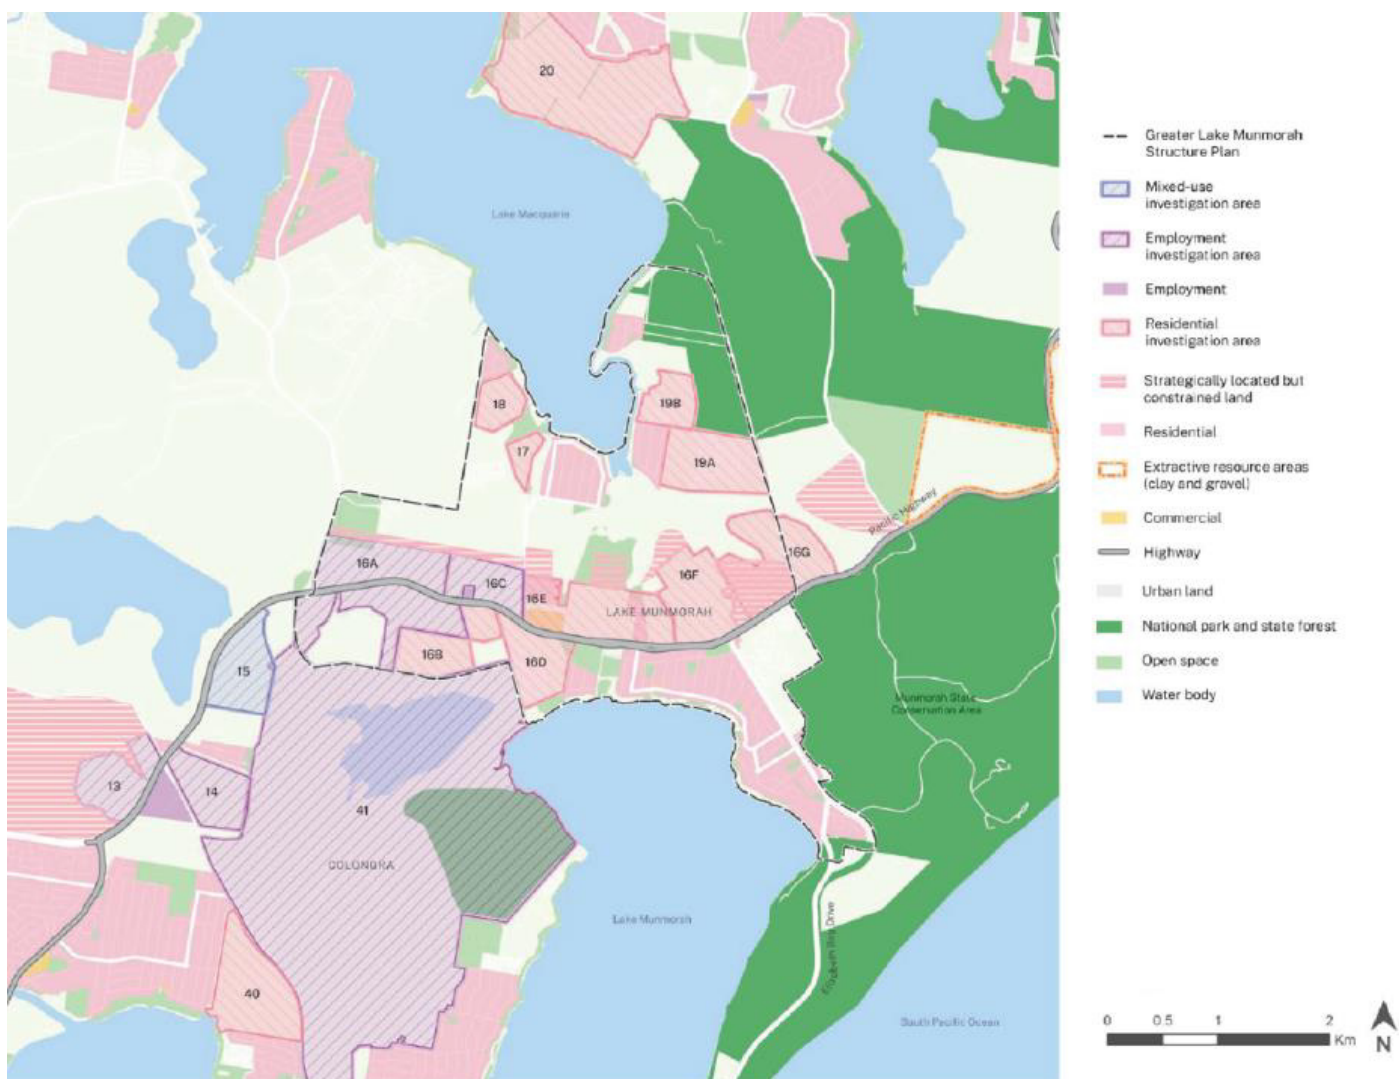 20
Lake Macquarie
18
17
19B
19A
Pacific Highway
16A
16C
16E
16F
16G
LAKE MUNMORAH
16B
16D
15
13
14
41
COLONGRA
40
Munmorah State
Conservation Area
Lake Munmorah
Elizabeth Bay Drive
South Pacific Ocean
Greater Lake Munmorah
Structure Plan
Mixed-use
investigation area
Employment
investigation area
Employment
Residential
investigation area
Strategically located but
constrained land
Residential
Extractive resource areas
(clay and gravel)
Commercial
Highway
Urban land
National park and state forest
Open space
Water body
0 0.5 1 2
Km
N